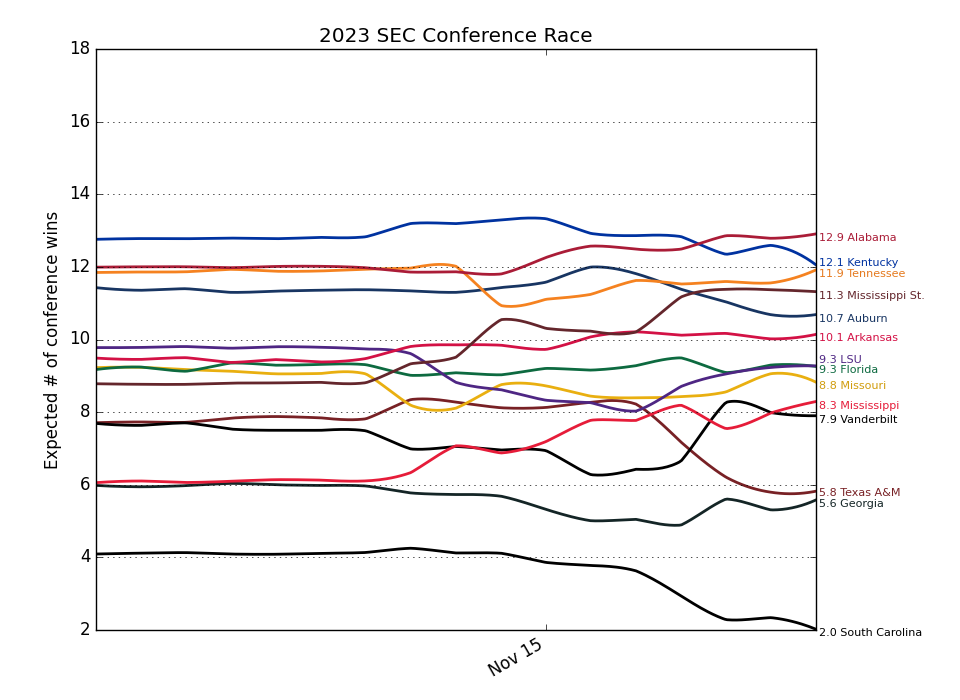 2023 SEC Conference Race
Expected # of conference wins
18
16
14
12
10
8
6
4
2
Nov 15
12.9 Alabama
12.1 Kentucky
11.9 Tennessee
11.3 Mississippi St.
10.7 Auburn
10.1 Arkansas
9.3 LSU
9.3 Florida
8.8 Missouri
8.3 Mississippi
7.9 Vanderbilt
5.8 Texas A&M
5.6 Georgia
2.0 South Carolina